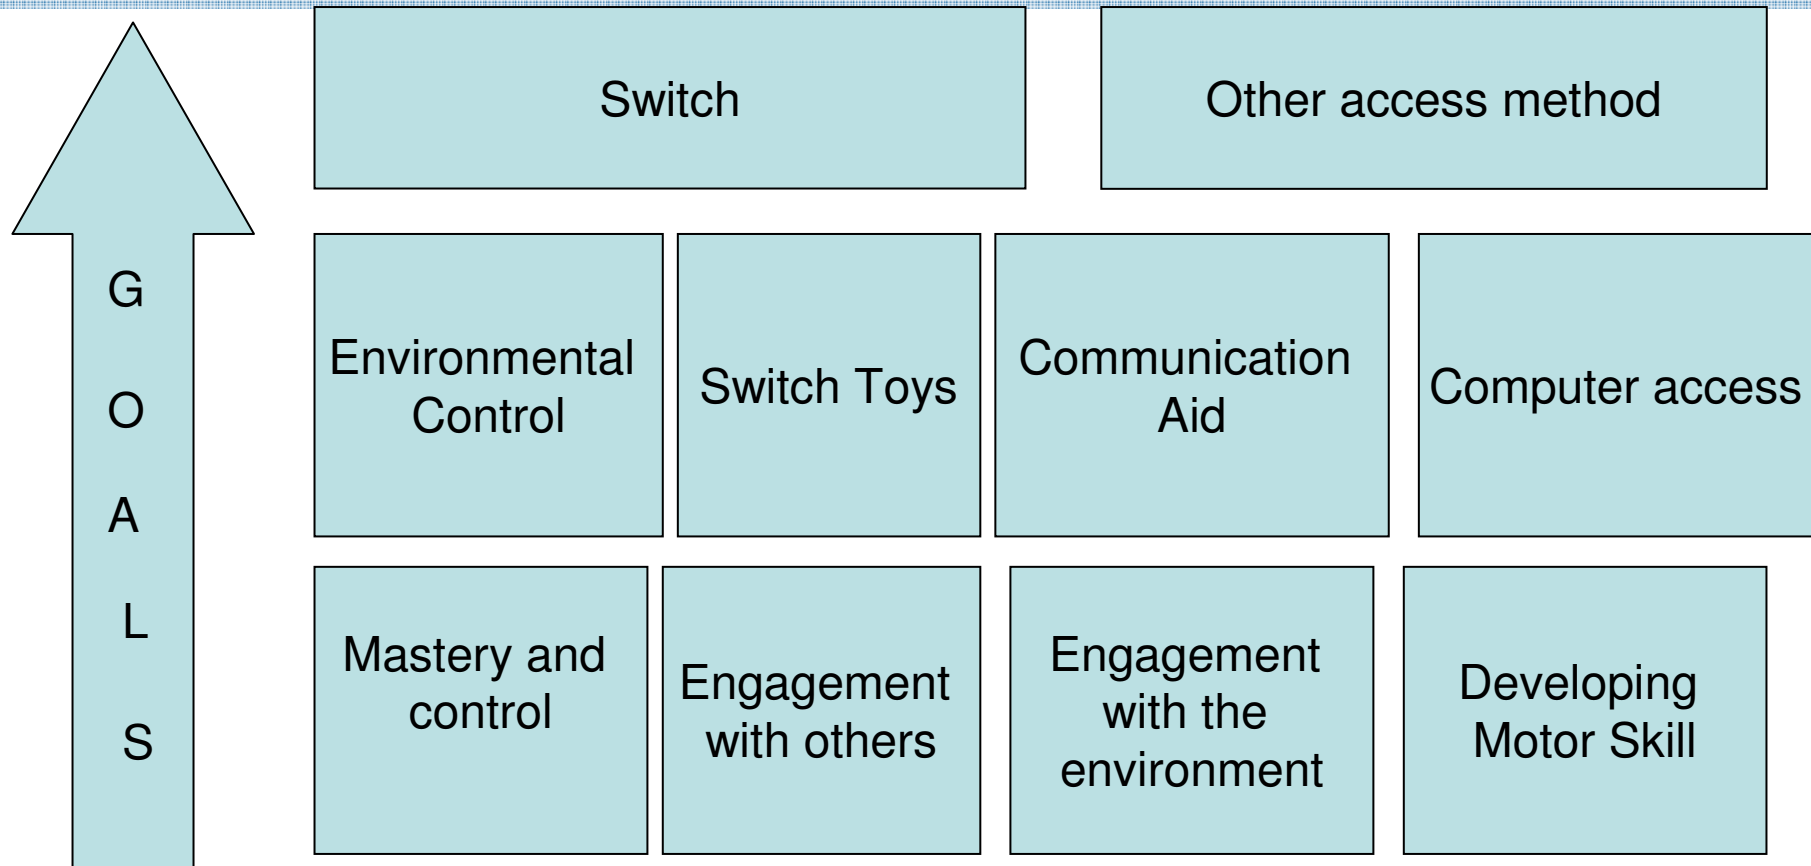 Switch
Other access method
G
O
A
L
S
Environmental
Control
Switch Toys
Communication
Aid
Computer access
Mastery and
control
Engagement
with others
Engagement
with the
environment
Developing
Motor Skill